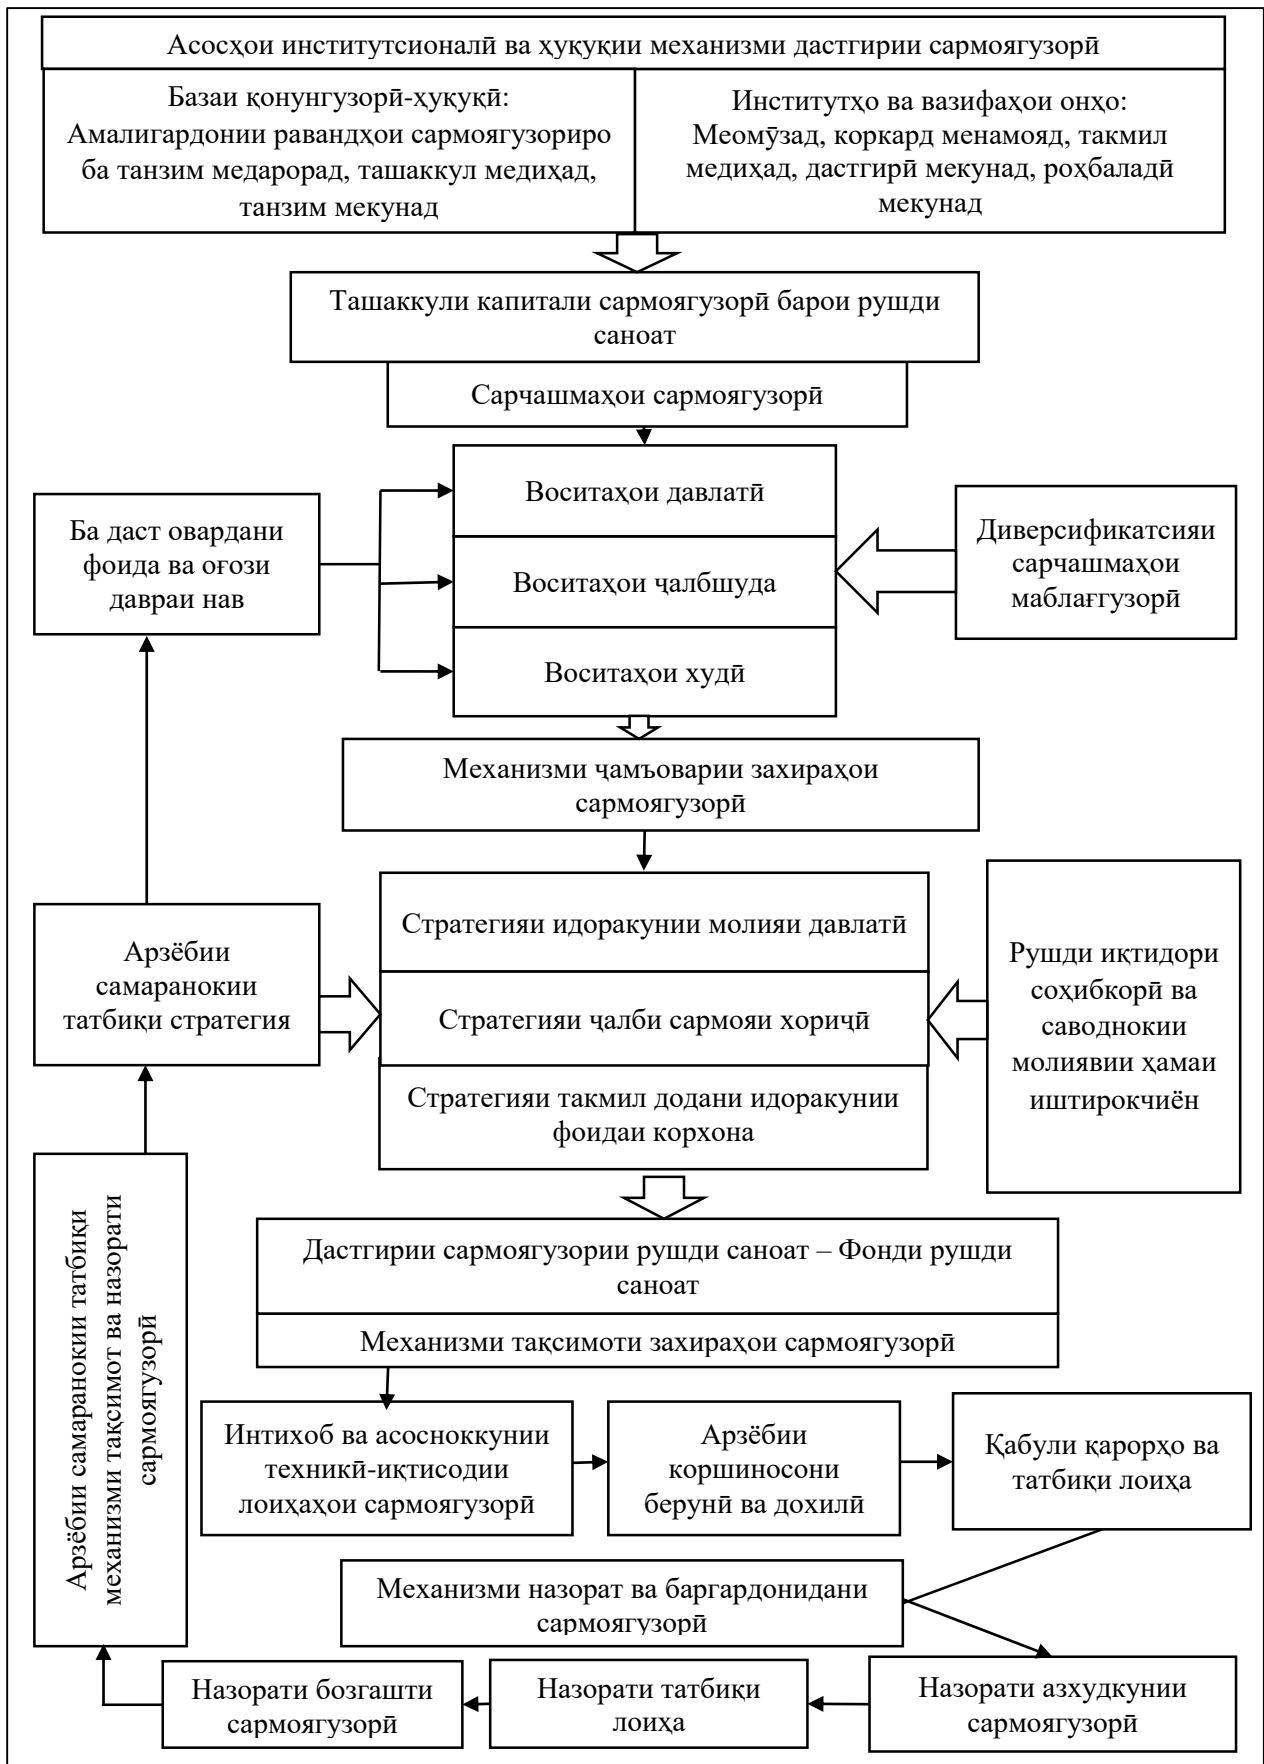 Асосҳои институтсионалӣ ва ҳуқуқии механизми дастгирии сармоягузорӣ
Базаи қонунгузорӣ-ҳуқуқӣ:
Амалигардонии равандҳои сармоягузориро
ба танзим медарорад, ташаккул медиҳад,
танзим мекунад
Институтҳо ва вазифаҳои онҳо:
Меомӯзад, коркард менамояд, такмил
медиҳад, дастгирӣ мекунад, роҳбаладӣ
мекунад
Ташаккули капитали сармоягузорӣ барои рушди
саноат
Сарчашмаҳои сармоягузорӣ
Ба даст овардани
фоида ва оғози
давраи нав
Воситаҳои давлатӣ
Воситаҳои ҷалбшуда
Воситаҳои худӣ
Диверсификатсияи
сарчашмаҳои
маблағгузорӣ
Механизми ҷамъоварии захираҳои
сармоягузорӣ
Арзёбии
самаранокии
татбиқи стратегия
Стратегияи идоракунии молияи давлатӣ
Стратегияи ҷалби сармояи хориҷӣ
Стратегияи такмил додани идоракунии
фоидаи корхона
Рушди иқтидори
соҳибкорӣ ва
саводнокии
молиявии ҳамаи
иштирокчиён
Дастгирии сармоягузории рушди саноат – Фонди рушди
саноат
Механизми тақсимоти захираҳои сармоягузорӣ
Арзёбии самаранокии татбиқи
механизми тақсимот ва назорати
сармоягузорӣ
Интихоб ва асосноккунии
техникӣ-иқтисодии
лоиҳаҳои сармоягузорӣ
Арзёбии
коршиносони
берунӣ ва дохилӣ
Қабули қарорҳо ва
татбиқи лоиҳа
Механизми назорат ва баргардонидани
сармоягузорӣ
Назорати бозгашти
сармоягузорӣ
Назорати татбиқи
лоиҳа
Назорати азхудкунии
сармоягузорӣ